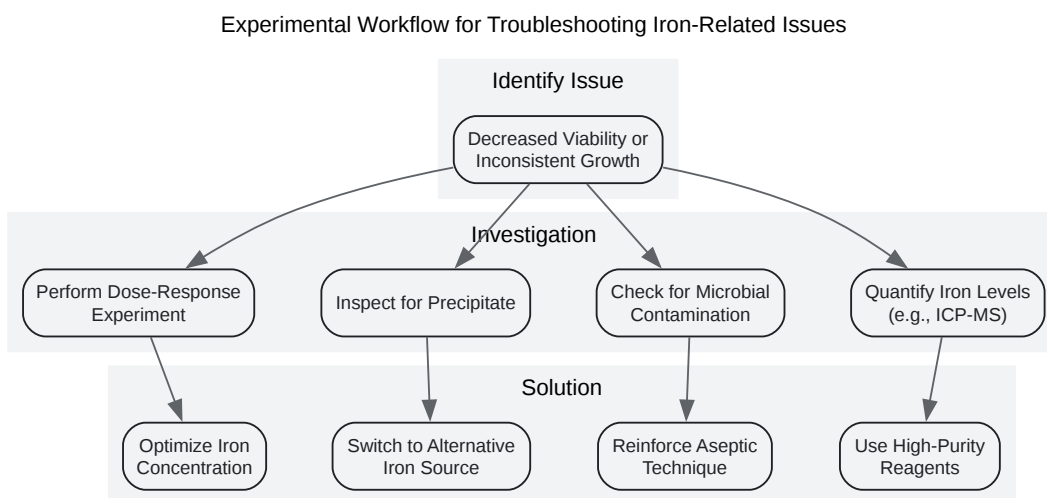 Experimental Workflow for Troubleshooting Iron-Related Issues
Identify Issue
Decreased Viability or
Inconsistent Growth
Investigation
Perform Dose-Response
Experiment
Inspect for Precipitate
Check for Microbial
Contamination
Quantify Iron Levels
(e.g., ICP-MS)
Solution
Optimize Iron
Concentration
Switch to Alternative
Iron Source
Reinforce Aseptic
Technique
Use High-Purity
Reagents